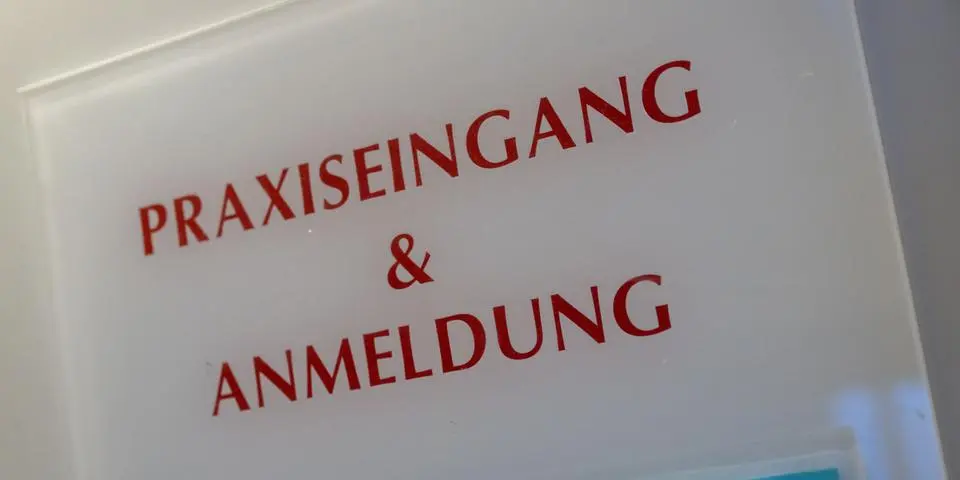 PRAXISEINGANG
&
ANMELDUNG